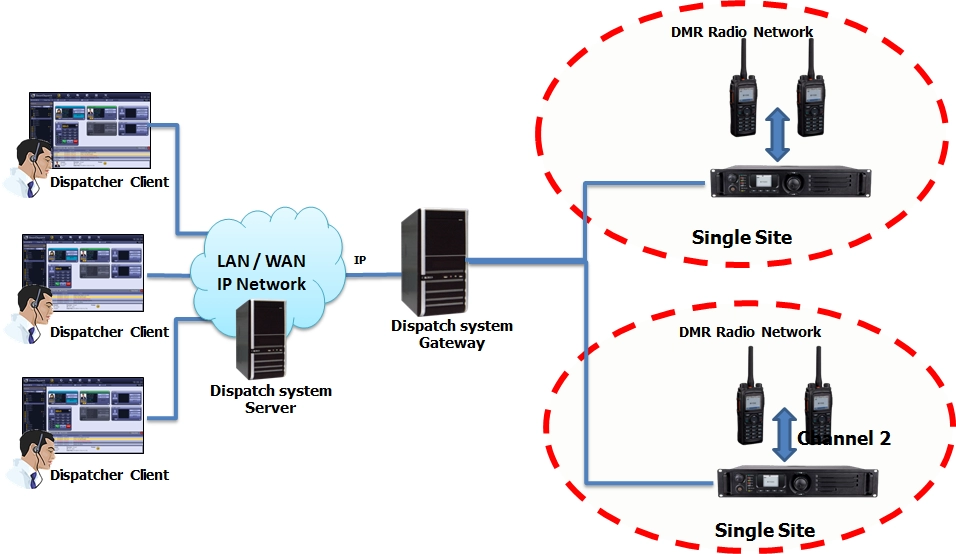 DMR Radio Network
Single Site
Dispatcher Client
LAN / WAN
IP Network
IP
Dispatch system
Gateway
Dispatcher Client
Dispatch system
Server
Dispatcher Client
DMR Radio Network
Channel 2
Single Site